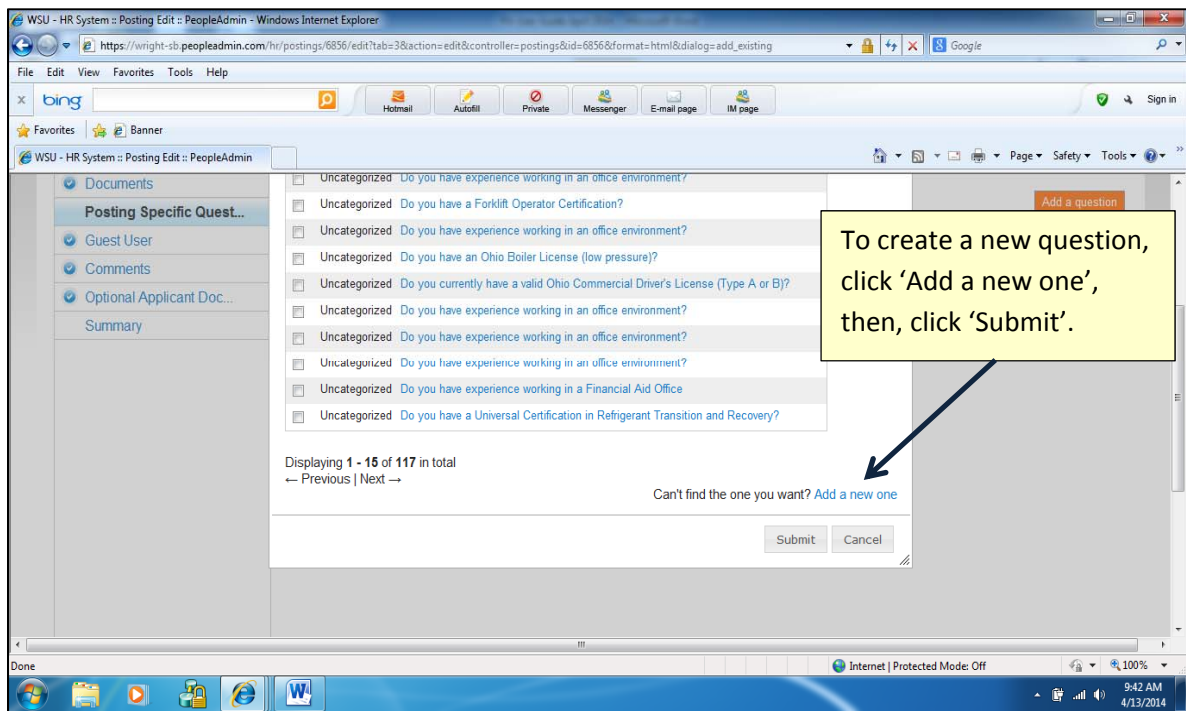 WSU - HR System :: Posting Edit :: PeopleAdmin - Windows Internet Explorer
https://wright-sb.peopleadmin.com/hr/postings/6856/edit?tab=3&action=edit&controller=postings&id=6856&format=html&dialog=add_existing
Google
File Edit View Favorites Tools Help
x bing Hotmail Autofill Private Messenger E-mail page IM page Sign in
Favorites Banner
WSU - HR System :: Posting Edit :: PeopleAdmin Page Safety Tools
Documents
Posting Specific Quest...
Guest User
Comments
Optional Applicant Doc...
Summary
Uncategorized Do you have experience working in an office environment?
Uncategorized Do you have a Forklift Operator Certification?
Uncategorized Do you have experience working in an office environment?
Uncategorized Do you have an Ohio Boiler License (low pressure)?
Uncategorized Do you currently have a valid Ohio Commercial Driver's License (Type A or B)?
Uncategorized Do you have experience working in an office environment?
Uncategorized Do you have experience working in an office environment?
Uncategorized Do you have experience working in an office environment?
Uncategorized Do you have experience working in a Financial Aid Office
Uncategorized Do you have a Universal Certification in Refrigerant Transition and Recovery?
Add a question
To create a new question,
click ‘Add a new one’,
then, click ‘Submit’.
Displaying 1 - 15 of 117 in total
← Previous | Next →
Can't find the one you want? Add a new one
Submit Cancel
Done Internet | Protected Mode: Off 100%
9:42 AM
4/13/2014